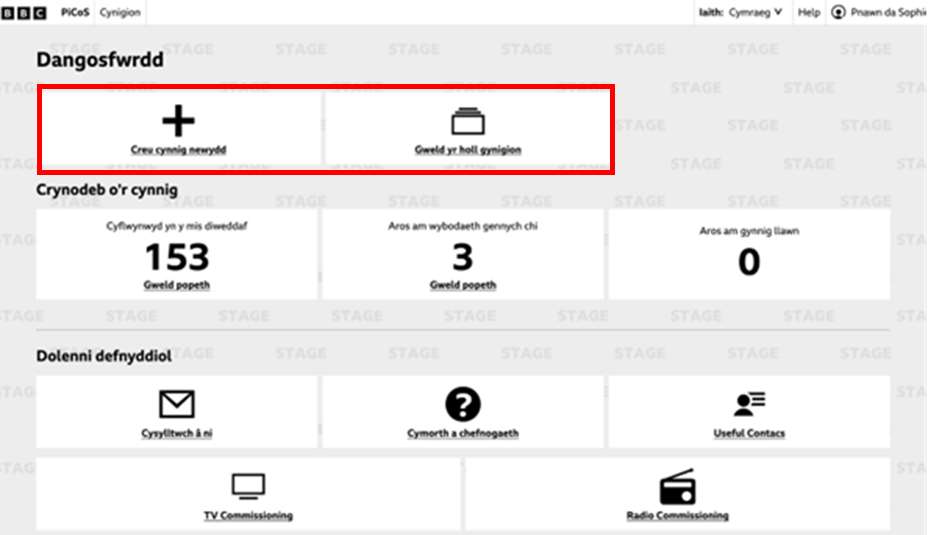 BBC PiCoS Cynigion Iaith: Cymraeg Help Pnawn da Sophi
Dangosfwrdd
Creu cynnig newydd Gweld yr holl gynigion
Crynodeb o'r cynnig
Cyflwynwyd yn y mis diweddaf Aros am wybodaeth gennych chi Aros am gynnig llawn
153 3 0
Gweld popeth Gweld popeth
Dolenni defnyddiol
Cysylltwch â ni Cymorth a chefnogaeth Useful Contacs
TV Commissioning Radio Commissioning
STAGE